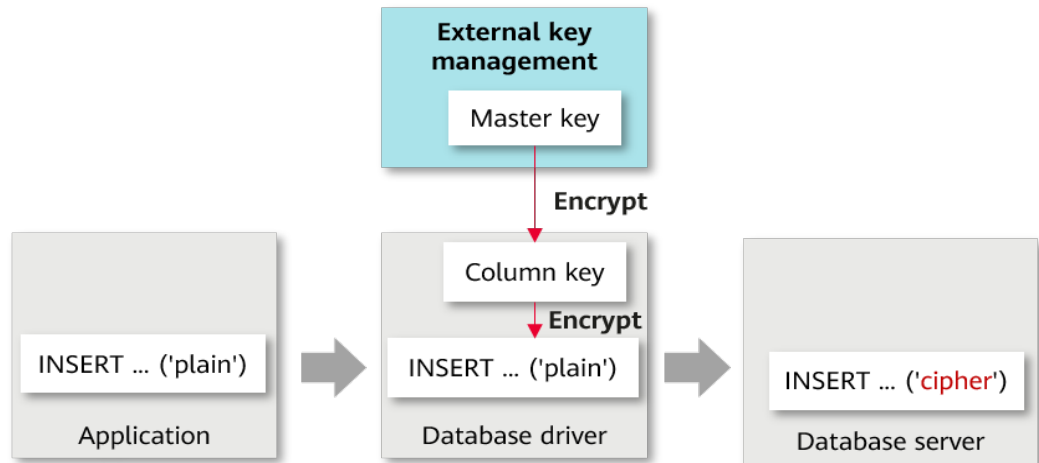 External key
management
Master key
Encrypt
Column key
Encrypt
INSERT ... ('plain')
INSERT ... ('plain')
INSERT ... ('cipher')
Application
Database driver
Database server